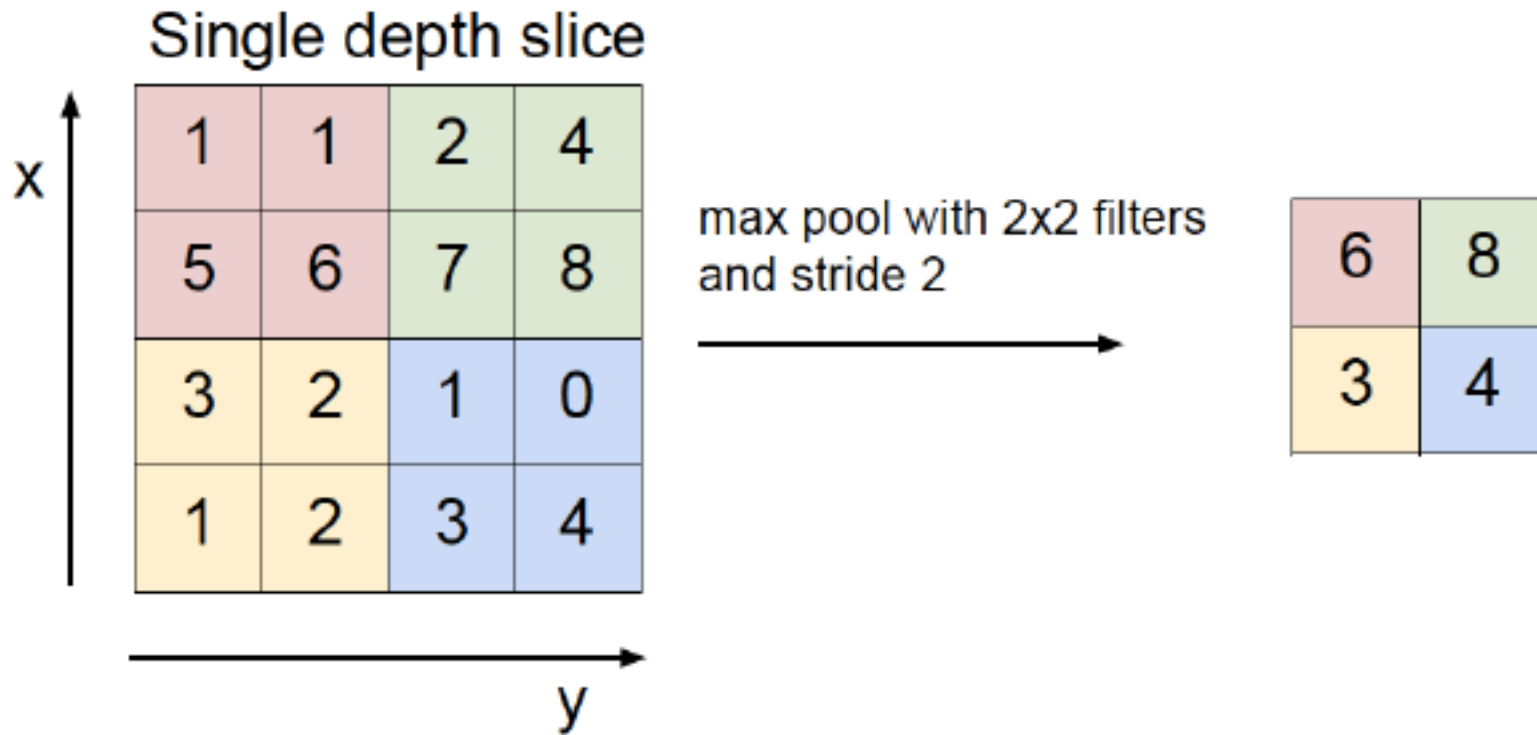 Single depth slice
x
1 1 2 4
5 6 7 8
3 2 1 0
1 2 3 4
y
max pool with 2x2 filters
and stride 2
6 8
3 4